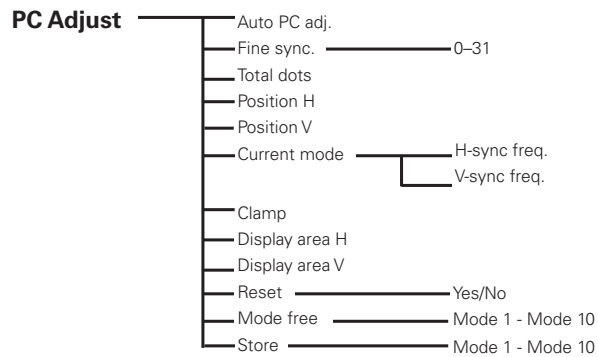 PC Adjust
Auto PC adj.
Fine sync. 0–31
Total dots
Position H
Position V
Current mode H-sync freq.
V-sync freq.
Clamp
Display area H
Display area V
Reset Yes/No
Mode free Mode 1 - Mode 10
Store Mode 1 - Mode 10